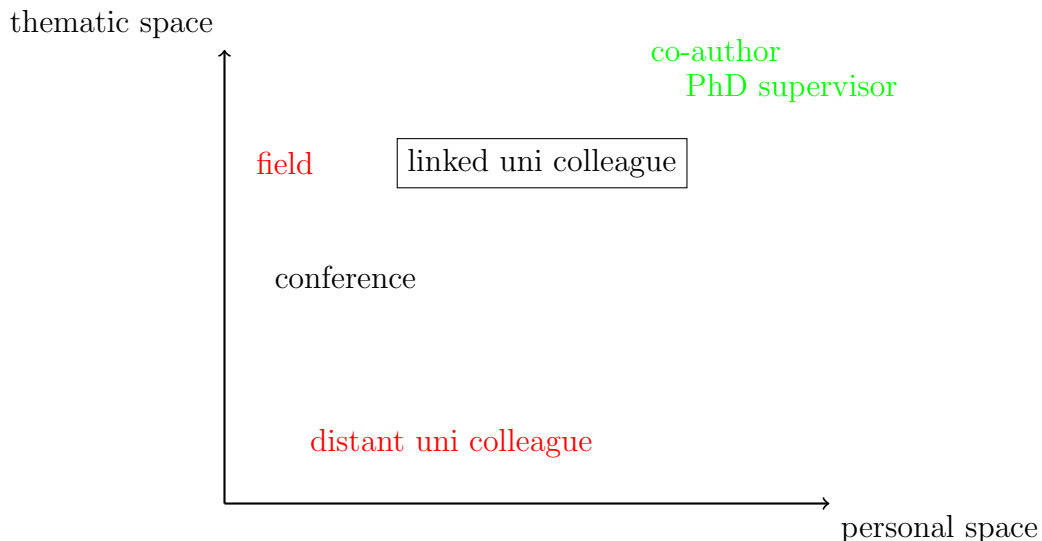 thematic space
co-author
PhD supervisor
field
linked uni colleague
conference
distant uni colleague
personal space